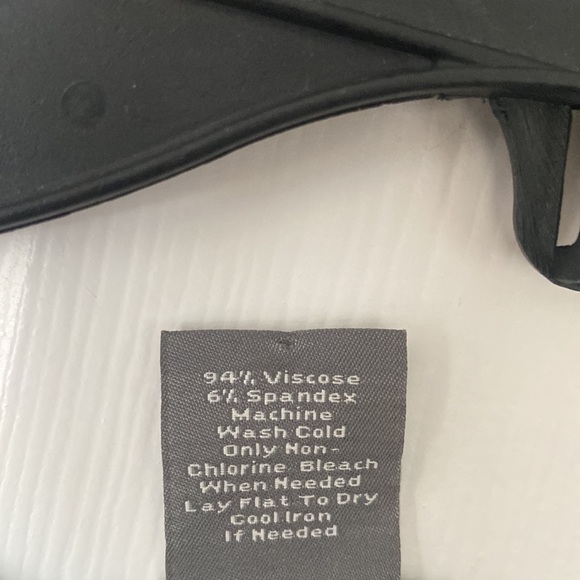 94% Viscose
6% Spandex
Machine
Wash Cold
Only Non-
Chlorine Bleach
When Needed
Lay Flat To Dry
Cool Iron
If Needed